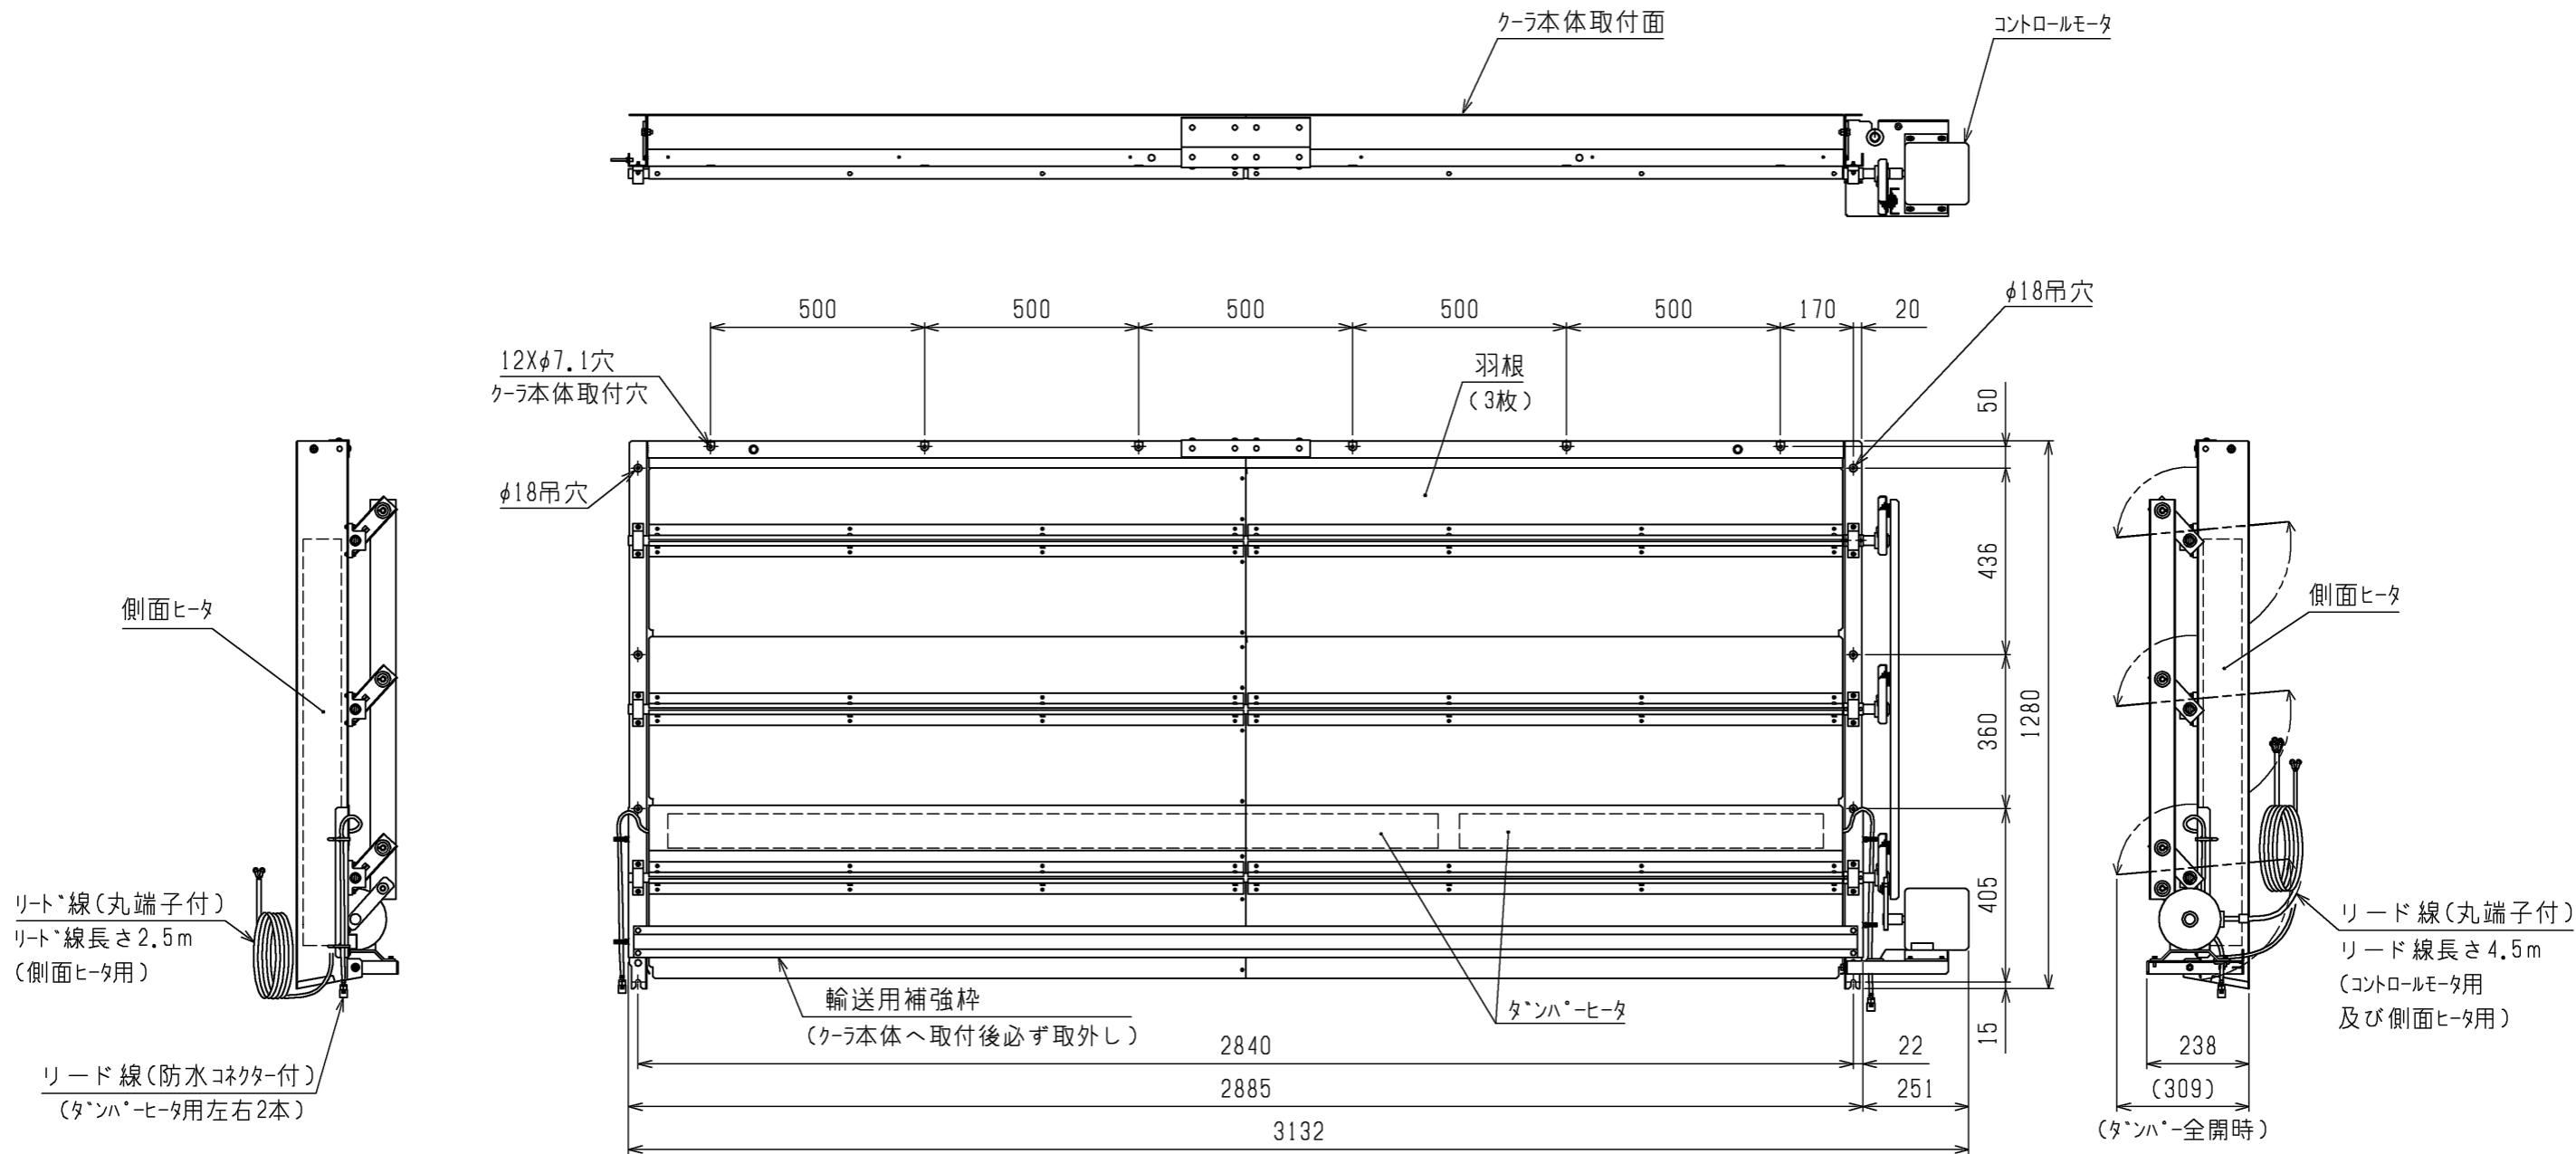 クーラ本体取付面
コントロールモータ
500
500
500
500
500
170
20
φ18吊穴
12Xφ7.1穴
クーラ本体取付穴
羽根
(3枚)
φ18吊穴
50
436
360
1280
405
15
側面ヒータ
側面ヒータ
リード線(丸端子付)
リード線長さ2.5m
(側面ヒータ用)
リード線(防水コネクター付)
(ダンパーヒータ用左右2本)
輸送用補強枠
(クーラ本体へ取付後必ず取外し)
ダンパーヒータ
リード線(丸端子付)
リード線長さ4.5m
(コントロールモータ用
及び側面ヒータ用)
2840
22
2885
251
3132
238
(309)
(ダンパー全開時)